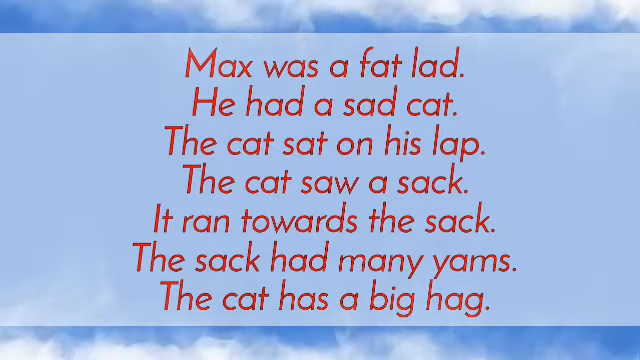 Max was a fat lad.
He had a sad cat.
The cat sat on his lap.
The cat saw a sack.
It ran towards the sack.
The sack had many yams.
The cat has a big hag.